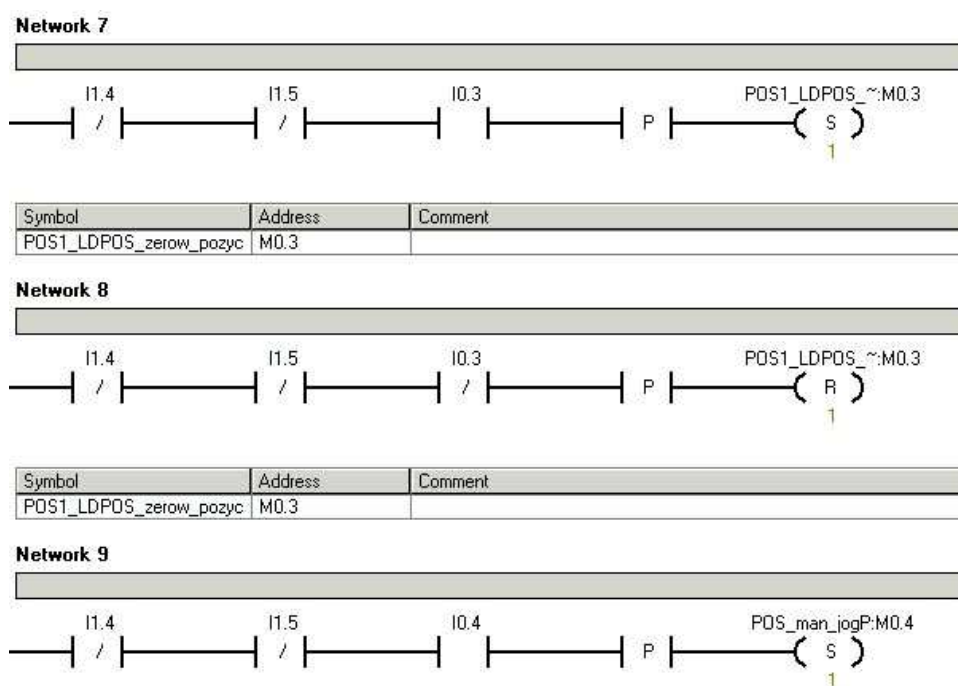 Network 7
I1.4 I1.5 I0.3 POS1_LDPOS_~:M0.3
/ / P S
1
Symbol Address Comment
POS1_LDPOS_zerow_pozyc M0.3
Network 8
I1.4 I1.5 I0.3 POS1_LDPOS_~:M0.3
/ / / P R
1
Symbol Address Comment
POS1_LDPOS_zerow_pozyc M0.3
Network 9
I1.4 I1.5 I0.4 POS_man_jogP:M0.4
/ / P S
1